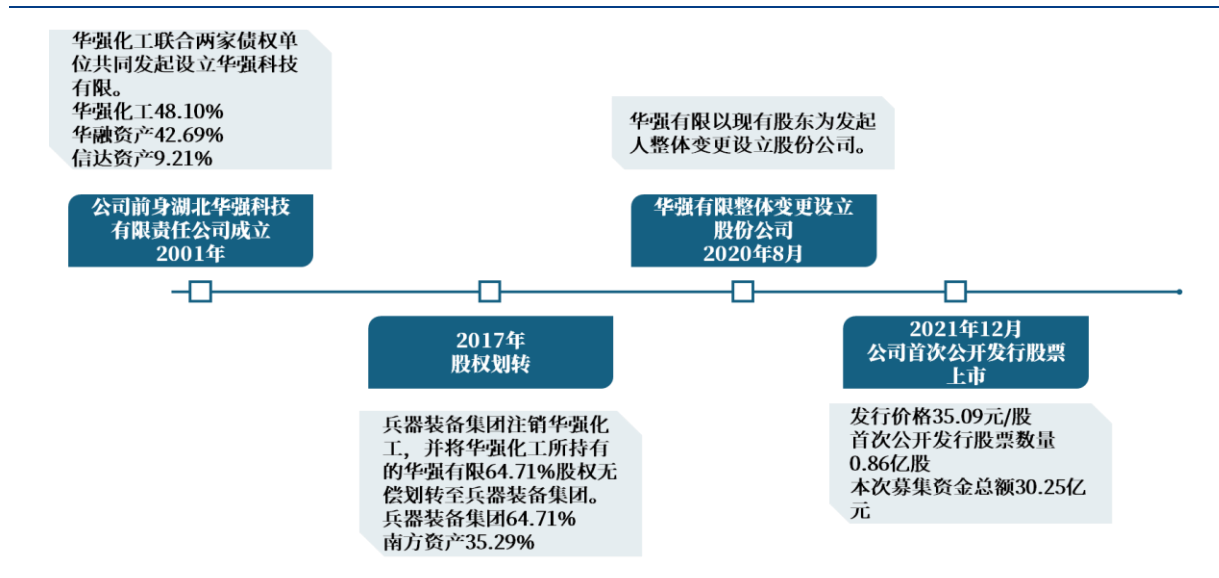 华强化工联合两家债权单
位共同发起设立华强科技
有限。
华强化工48.10%
华融资产42.69%
信达资产9.21%
公司前身湖北华强科技
有限责任公司成立
2001年
2017年
股权划转
兵器装备集团注销华强化
工，并将华强化工所持有
的华强有限64.71%股权无
偿划转至兵器装备集团。
兵器装备集团64.71%
南方资产35.29%
华强有限以现有股东为发起
人整体变更设立股份公司。
华强有限整体变更设立
股份公司
2020年8月
2021年12月
公司首次公开发行股票
上市
发行价格35.09元/股
首次公开发行股票数量
0.86亿股
本次募集资金总额30.25亿
元